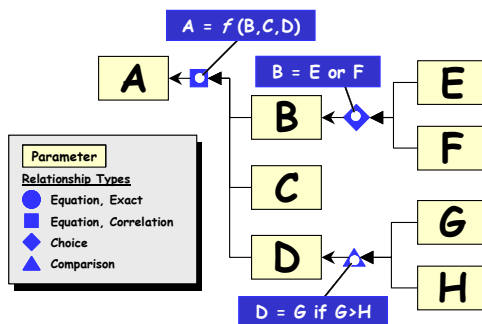 A = f (B,C,D)
B = E or F
A
E
B
F
C
G
D
H
D = G if G>H
Parameter
Relationship Types
Equation, Exact
Equation, Correlation
Choice
Comparison